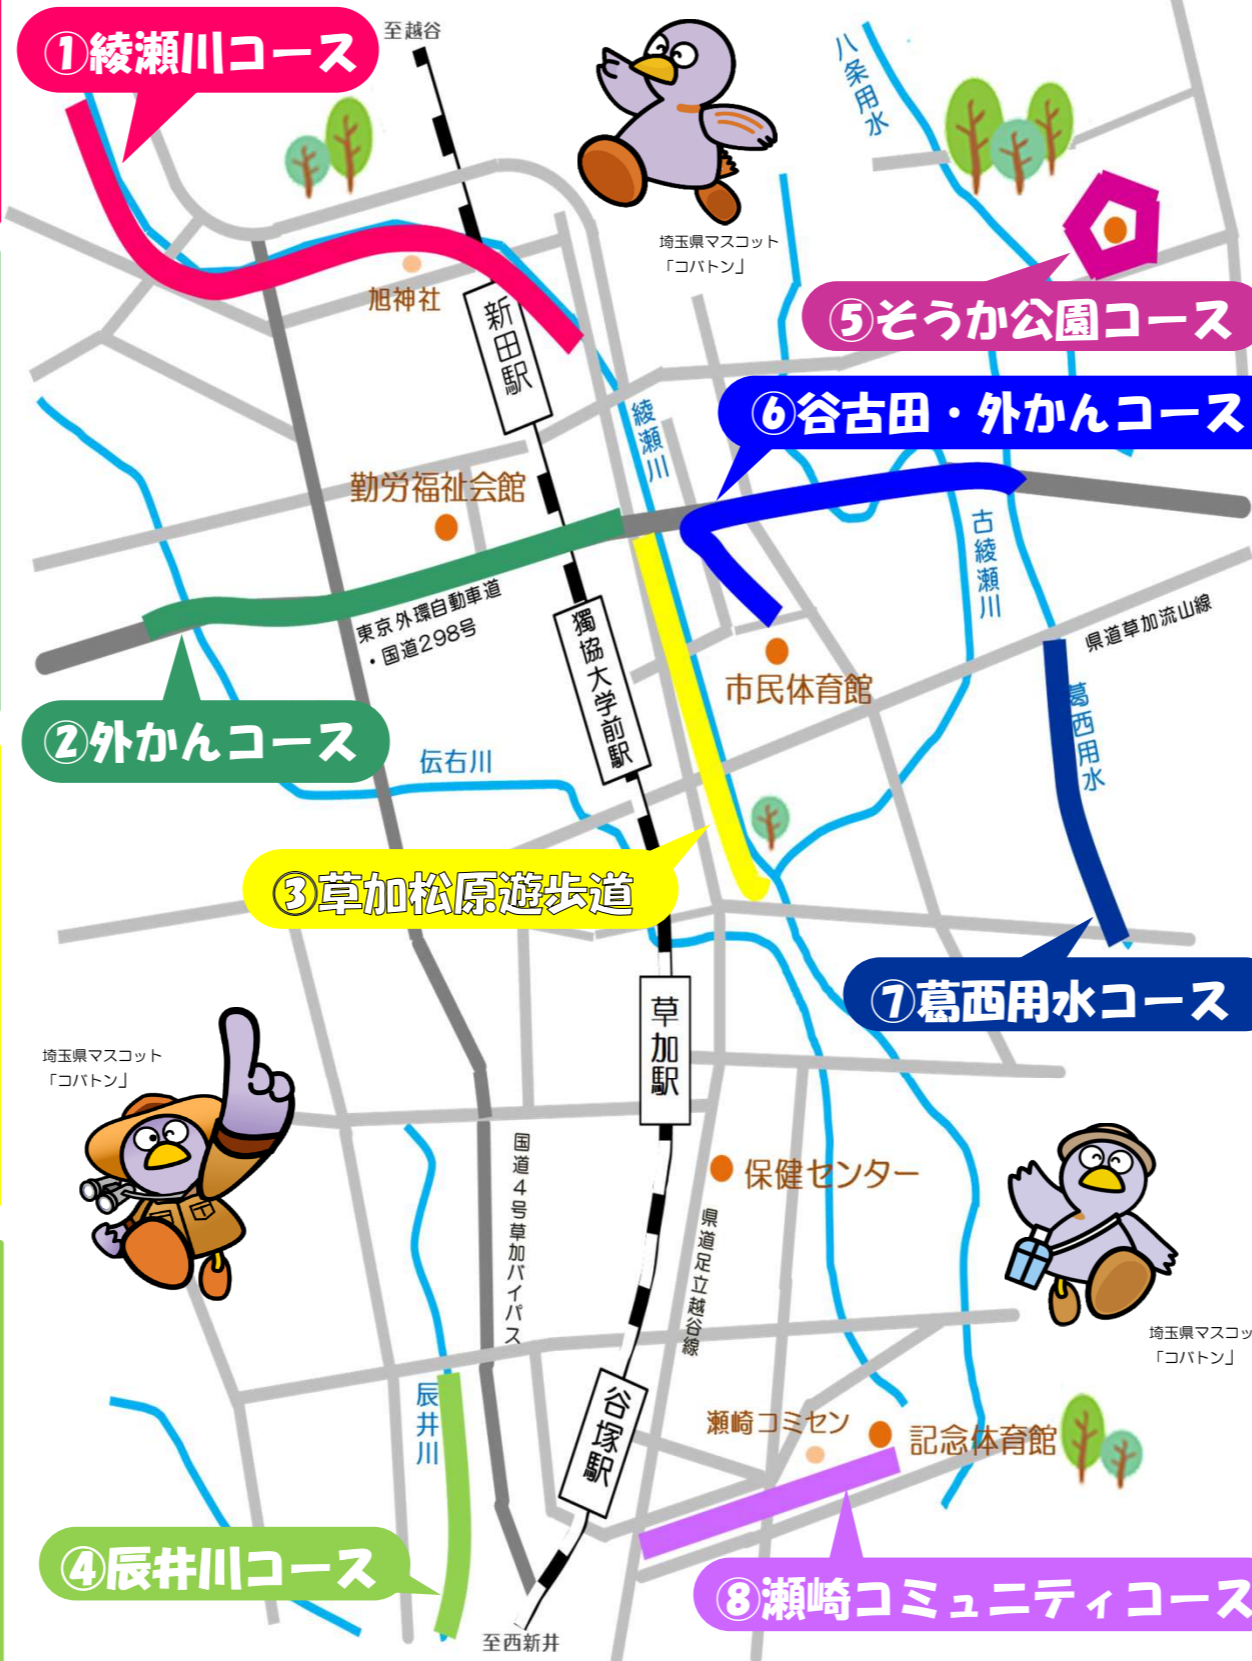 ①綾瀬川コース
至越谷
八条用水
埼玉県マスコット
「コバトン」
旭神社
新田駅
⑤そうか公園コース
⑥谷古田・外かんコース
綾瀬川
勤労福祉会館
古綾瀬川
東京外環自動車道
・国道298号
獨協大学前駅
県道草加流山線
市民体育館
葛西用水
②外かんコース
伝右川
③草加松原遊歩道
⑦葛西用水コース
草加駅
埼玉県マスコット
「コバトン」
国道4号草加バイパス
保健センター
県道足立越谷線
埼玉県マスコッ
「コバトン」
辰井川
谷塚駅
瀬崎コミセン
記念体育館
④辰井川コース
⑧瀬崎コミュニティコース
至西新井